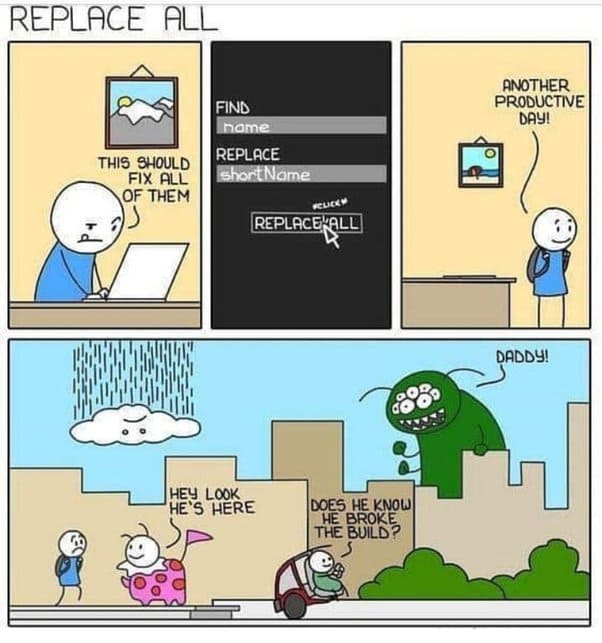 REPLACE ALL
THIS SHOULD
FIX ALL
OF THEM
FIND
name
REPLACE
shortName
*CLICK*
REPLACE ALL
ANOTHER
PRODUCTIVE
DAY!
DADDY!
HEY LOOK
HE'S HERE
DOES HE KNOW
HE BROKE
THE BUILD?